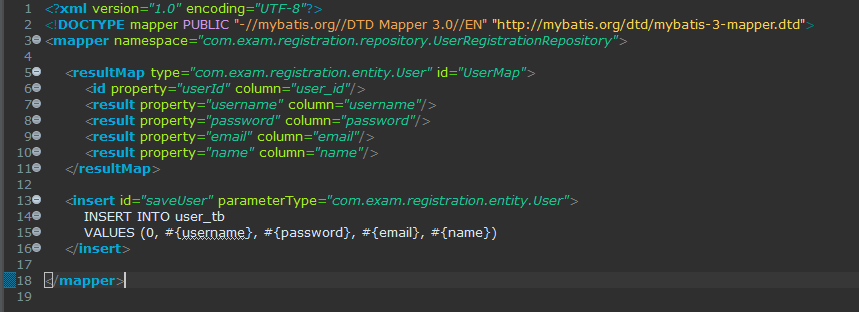 1 <?xml version="1.0" encoding="UTF-8"?>
2 <!DOCTYPE mapper PUBLIC "-//mybatis.org//DTD Mapper 3.0//EN" "http://mybatis.org/dtd/mybatis-3-mapper.dtd">
3 <mapper namespace="com.exam.registration.repository.UserRegistrationRepository">
4
5 <resultMap type="com.exam.registration.entity.User" id="UserMap">
6 <id property="userId" column="user_id"/>
7 <result property="username" column="username"/>
8 <result property="password" column="password"/>
9 <result property="email" column="email"/>
10 <result property="name" column="name"/>
11 </resultMap>
12
13 <insert id="saveUser" parameterType="com.exam.registration.entity.User">
14 INSERT INTO user_tb
15 VALUES (0, #{username}, #{password}, #{email}, #{name})
16 </insert>
17
18 </mapper>
19